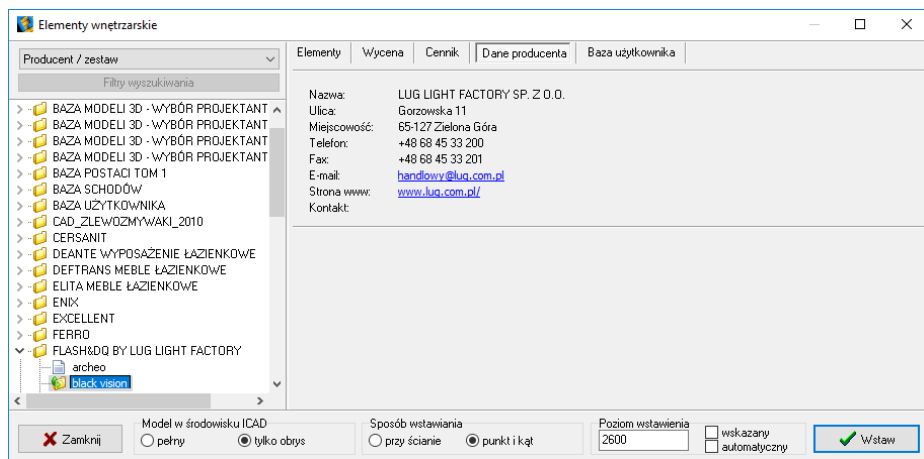 Elementy wnętrzarskie
Producent / zestaw
Filtry wyszukiwania
BAZA MODELI 3D - WYBÓR PROJEKTANT
BAZA MODELI 3D - WYBÓR PROJEKTANT
BAZA MODELI 3D - WYBÓR PROJEKTANT
BAZA MODELI 3D - WYBÓR PROJEKTANT
BAZA POSTACI TOM 1
BAZA SCHODÓW
BAZA UŻYTKOWNIKA
CAD_ZLEWOZMYWAKI_2010
CERSANIT
DEANTE WYPOSAŻENIE ŁAZIENKOWE
DEFTRANS MEBLE ŁAZIENKOWE
ELITA MEBLE ŁAZIENKOWE
ENIX
EXCELLENT
FERRO
FLASH&DQ BY LUG LIGHT FACTORY
archeo
black vision
Elementy Wycena Cennik Dane producenta Baza użytkownika
Nazwa: LUG LIGHT FACTORY SP. Z O.O.
Ulica: Gorzowska 11
Miejscowość: 65-127 Zielona Góra
Telefon: +48 68 45 33 200
Fax: +48 68 45 33 201
E-mail: handlowy@lug.com.pl
Strona www: www.lug.com.pl/
Kontakt:
Zamknij
Model w środowisku ICAD
pełny tylko obrys
Sposób wstawiania
przy ścianie punkt i kąt
Poziom wstawienia
2600
wskazany
automatyczny
Wstaw